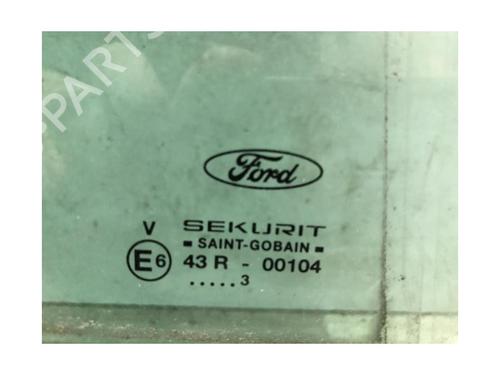 Ford
V SEKURIT
SAINT-GOBAIN
E6 43 R - 00104
.....3